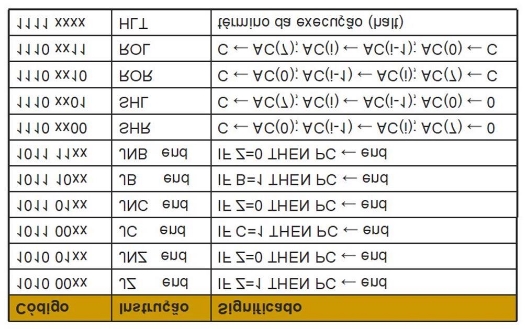 Código Instrução Significado
1010 00xx JZ end IF Z=1 THEN PC ← end
1010 01xx JNZ end IF Z=0 THEN PC ← end
1011 00xx JC end IF C=1 THEN PC ← end
1011 01xx JNC end IF Z=0 THEN PC ← end
1011 10xx JB end IF B=1 THEN PC ← end
1011 11xx JNB end IF Z=0 THEN PC ← end
1110 xx00 SHR C ← AC(0); AC(i-1) ← AC(i); AC(7) ← 0
1110 xx01 SHL C ← AC(7); AC(i) ← AC(i-1); AC(0) ← 0
1110 xx10 ROR C ← AC(0); AC(i-1) ← AC(i); AC(7) ← C
1110 xx11 ROL C ← AC(7); AC(i) ← AC(i-1); AC(0) ← C
1111 xxxx HLT término da execução (halt)